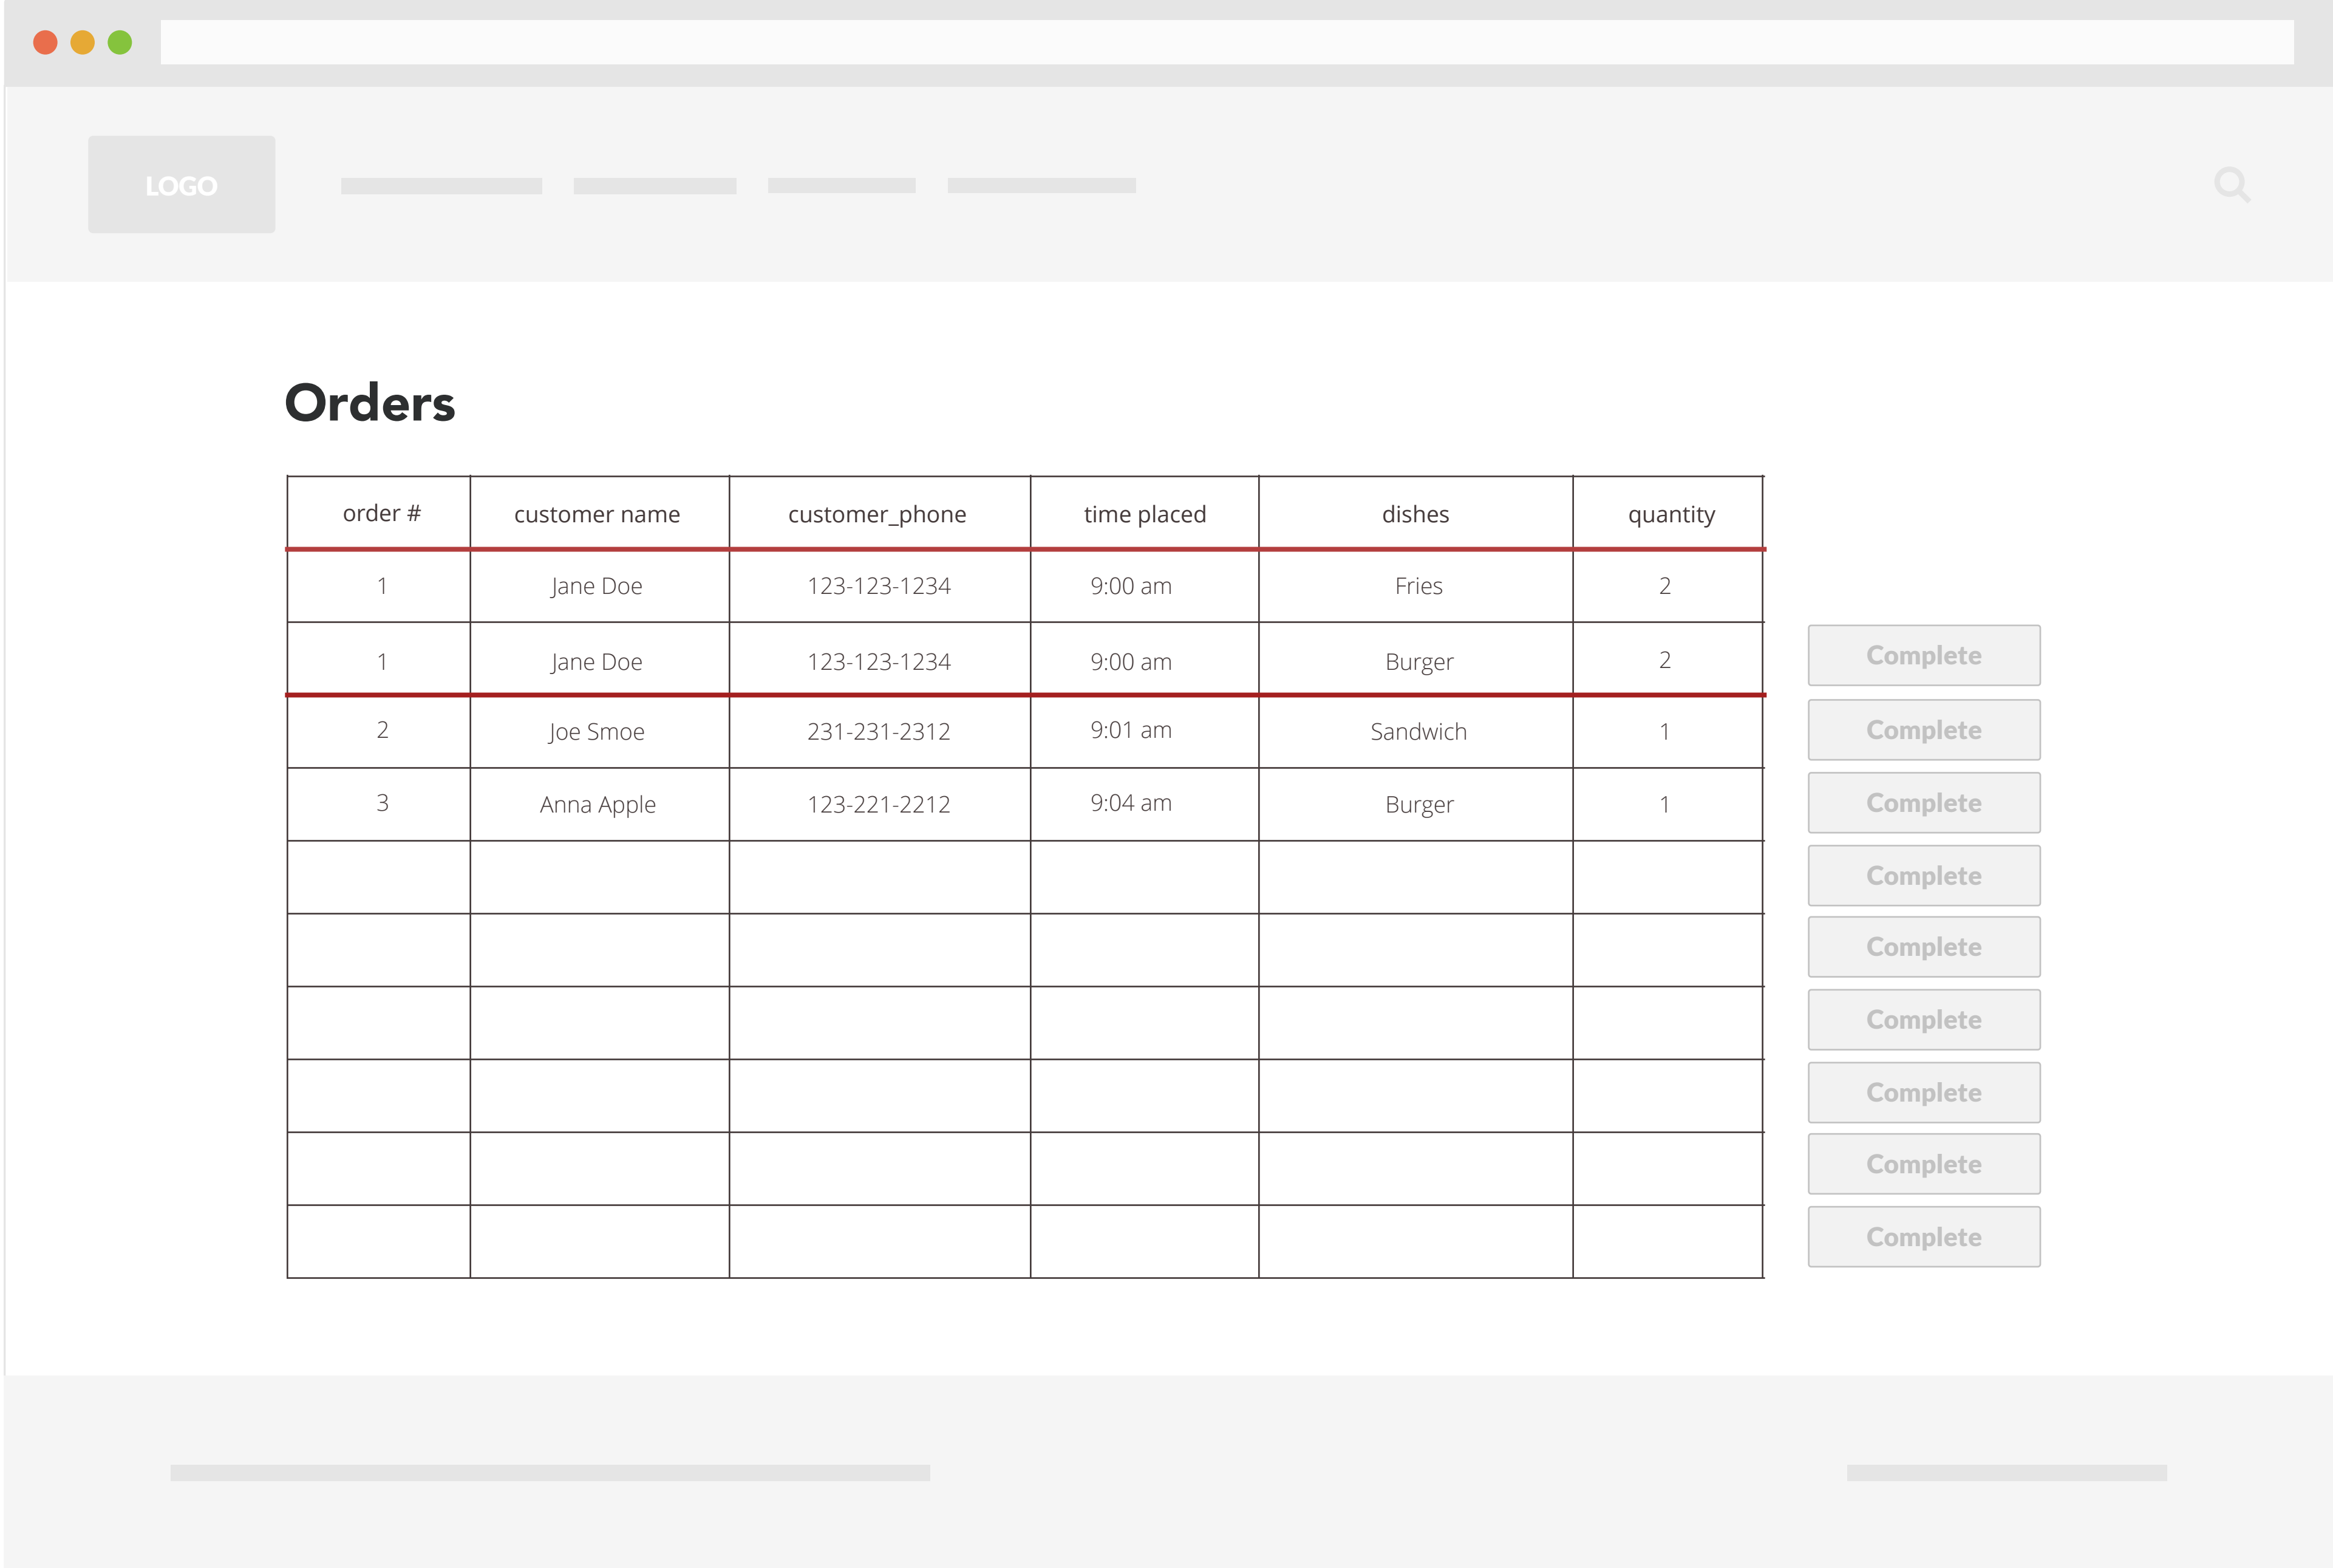 LOGO
Orders
order # customer name customer_phone time placed dishes quantity
1 Jane Doe 123-123-1234 9:00 am Fries 2
1 Jane Doe 123-123-1234 9:00 am Burger 2 Complete
2 Joe Smoe 231-231-2312 9:01 am Sandwich 1 Complete
3 Anna Apple 123-221-2212 9:04 am Burger 1 Complete
Complete
Complete
Complete
Complete
Complete
Complete